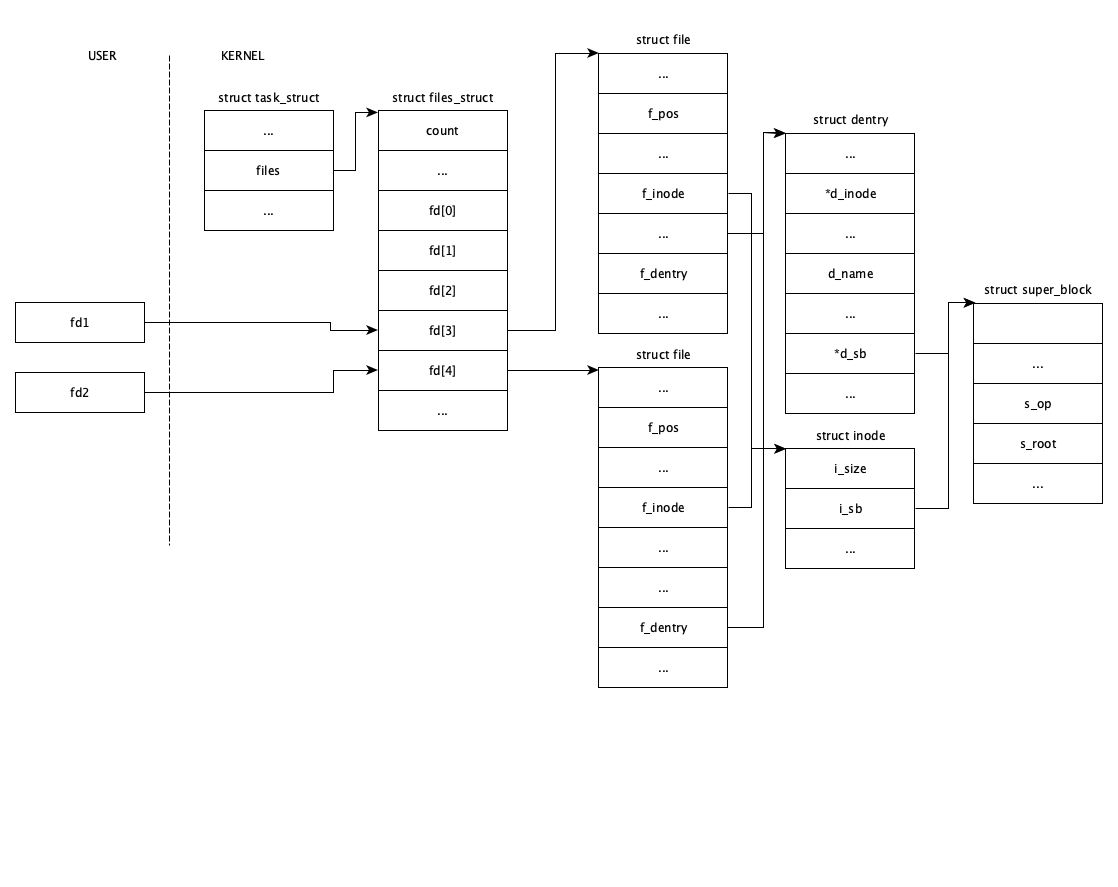 USER
KERNEL
struct task_struct
...
files
...
struct files_struct
count
...
fd[0]
fd[1]
fd[2]
fd[3]
fd[4]
...
fd1
fd2
struct file
...
f_pos
...
f_inode
...
f_dentry
...
struct file
...
f_pos
...
f_inode
...
...
f_dentry
...
struct dentry
...
*d_inode
...
d_name
...
*d_sb
...
struct inode
i_size
i_sb
...
struct super_block
...
s_op
s_root
...